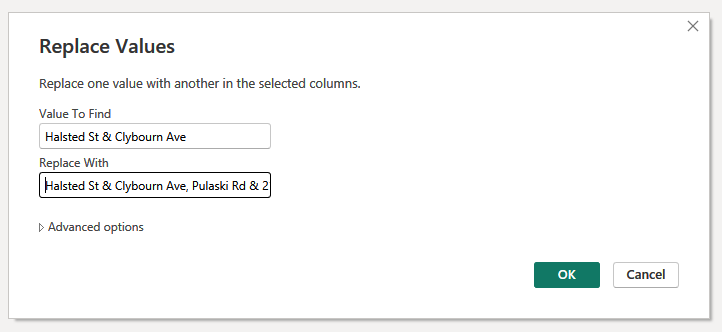 Replace Values
Replace one value with another in the selected columns.
Value To Find
Halsted St & Clybourn Ave
Replace With
Halsted St & Clybourn Ave, Pulaski Rd & 2
Advanced options
OK
Cancel